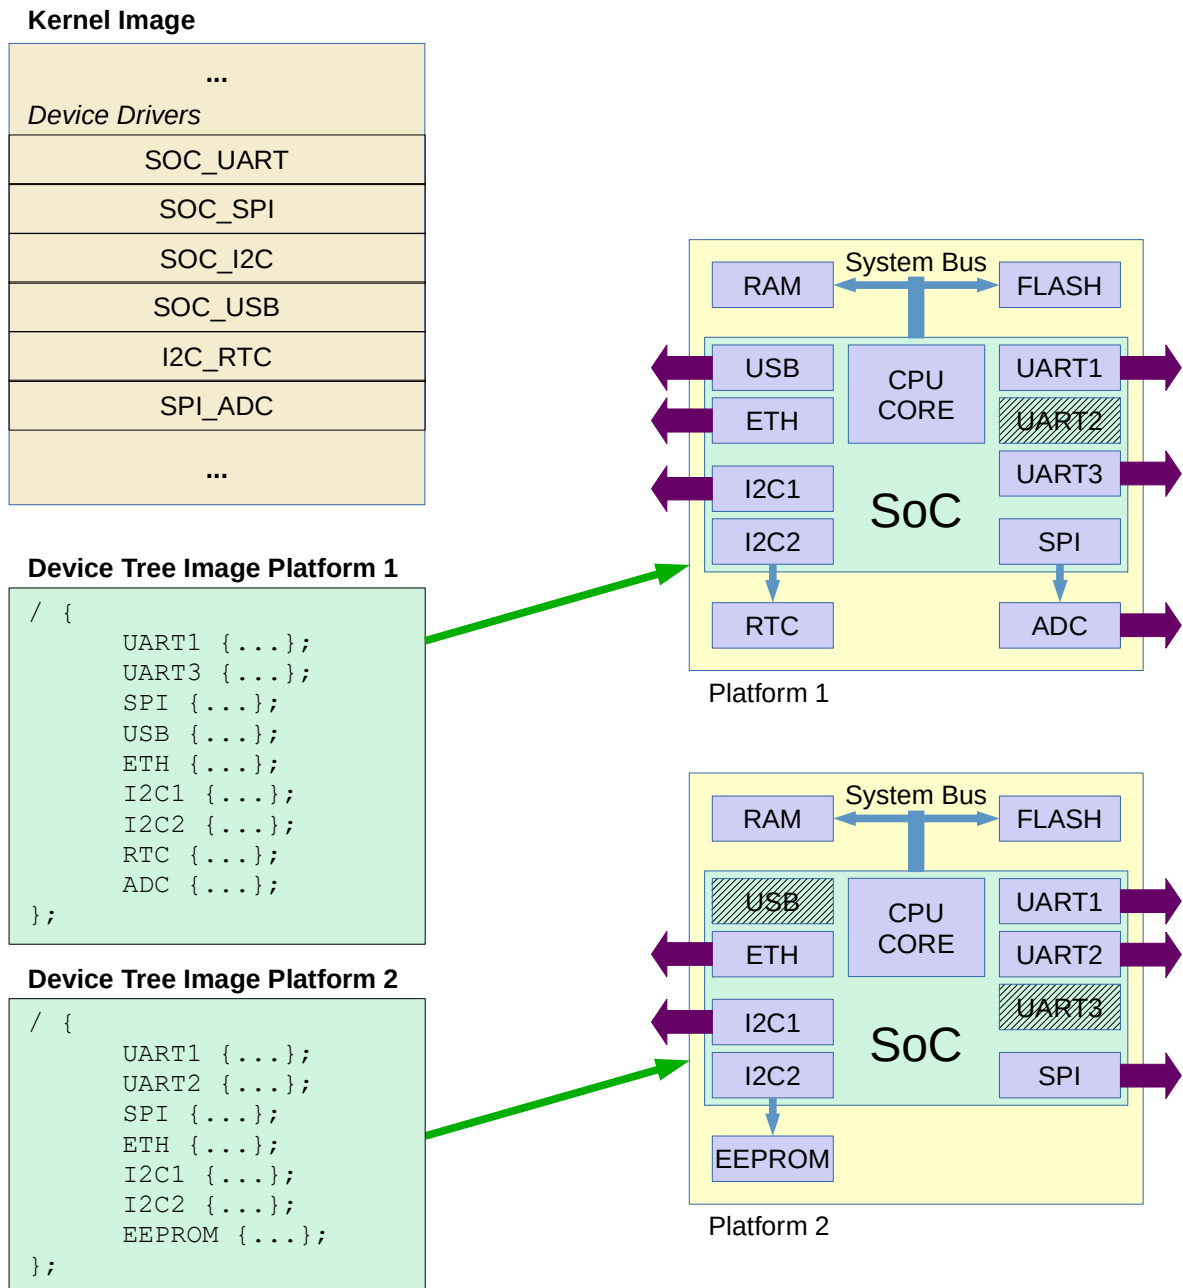 Kernel Image
...
Device Drivers
SOC_UART
SOC_SPI
SOC_I2C
SOC_USB
I2C_RTC
SPI_ADC
...
Device Tree Image Platform 1
/ {
UART1 {...};
UART3 {...};
SPI {...};
USB {...};
ETH {...};
I2C1 {...};
I2C2 {...};
RTC {...};
ADC {...};
};
Device Tree Image Platform 2
/ {
UART1 {...};
UART2 {...};
SPI {...};
ETH {...};
I2C1 {...};
I2C2 {...};
EEPROM {...};
};
System Bus
RAM
FLASH
USB
CPU
CORE
UART1
ETH
UART2
I2C1
SoC
UART3
I2C2
SPI
RTC
ADC
Platform 1
System Bus
RAM
FLASH
USB
CPU
CORE
UART1
ETH
UART2
I2C1
SoC
UART3
I2C2
SPI
EEPROM
Platform 2